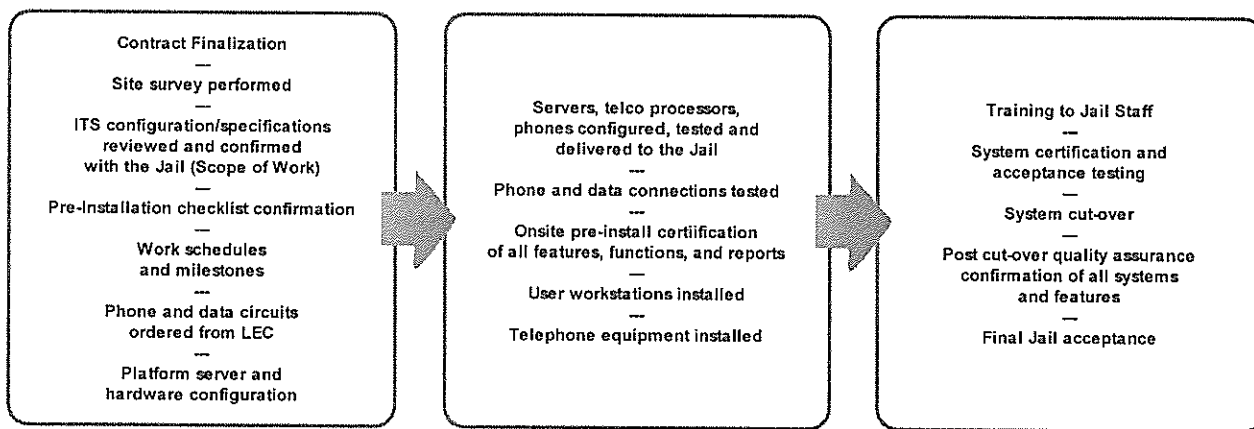 Contract Finalization
---
Site survey performed
---
ITS configuration/specifications
reviewed and confirmed
with the Jail (Scope of Work)
---
Pre-Installation checklist confirmation
---
Work schedules
and milestones
---
Phone and data circuits
ordered from LEC
---
Platform server and
hardware configuration
Servers, telco processors,
phones configured, tested and
delivered to the Jail
---
Phone and data connections tested
---
Onsite pre-install certiification
of all features, functions, and reports
---
User workstations installed
---
Telephone equipment installed
Training to Jail Staff
---
System certification and
acceptance testing
---
System cut-over
---
Post cut-over quality assurance
confirmation of all systems
and features
---
Final Jail acceptance